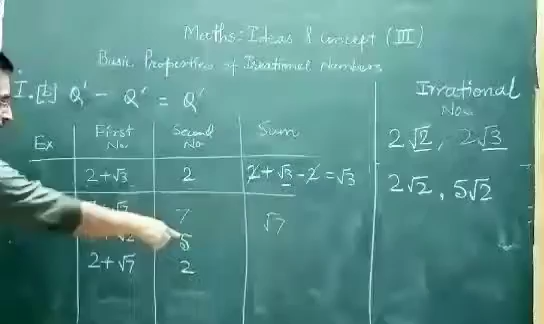 Maths: Ideas & Concept (III)
Basic Properties of Irrational Numbers
I. [b] Q' - Q' = Q'
Irrational
Nos.
2√2, 2√3
2√2, 5√2
Ex First No. Second No. Sum
2+√3 2 2+√3-2=√3
7 √7
5
2+√7 2